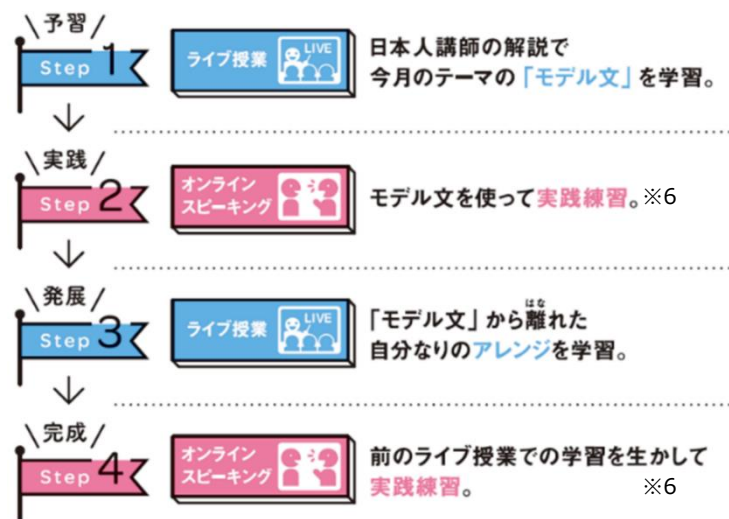 予習
Step 1
ライブ授業
LIVE
日本人講師の解説で
今月のテーマの「モデル文」を学習。
実践
Step 2
オンライン
スピーキング
モデル文を使って実践練習。※6
発展
Step 3
ライブ授業
LIVE
はな
「モデル文」から離れた
自分なりのアレンジを学習。
完成
Step 4
オンライン
スピーキング
前のライブ授業での学習を生かして
実践練習。 ※6